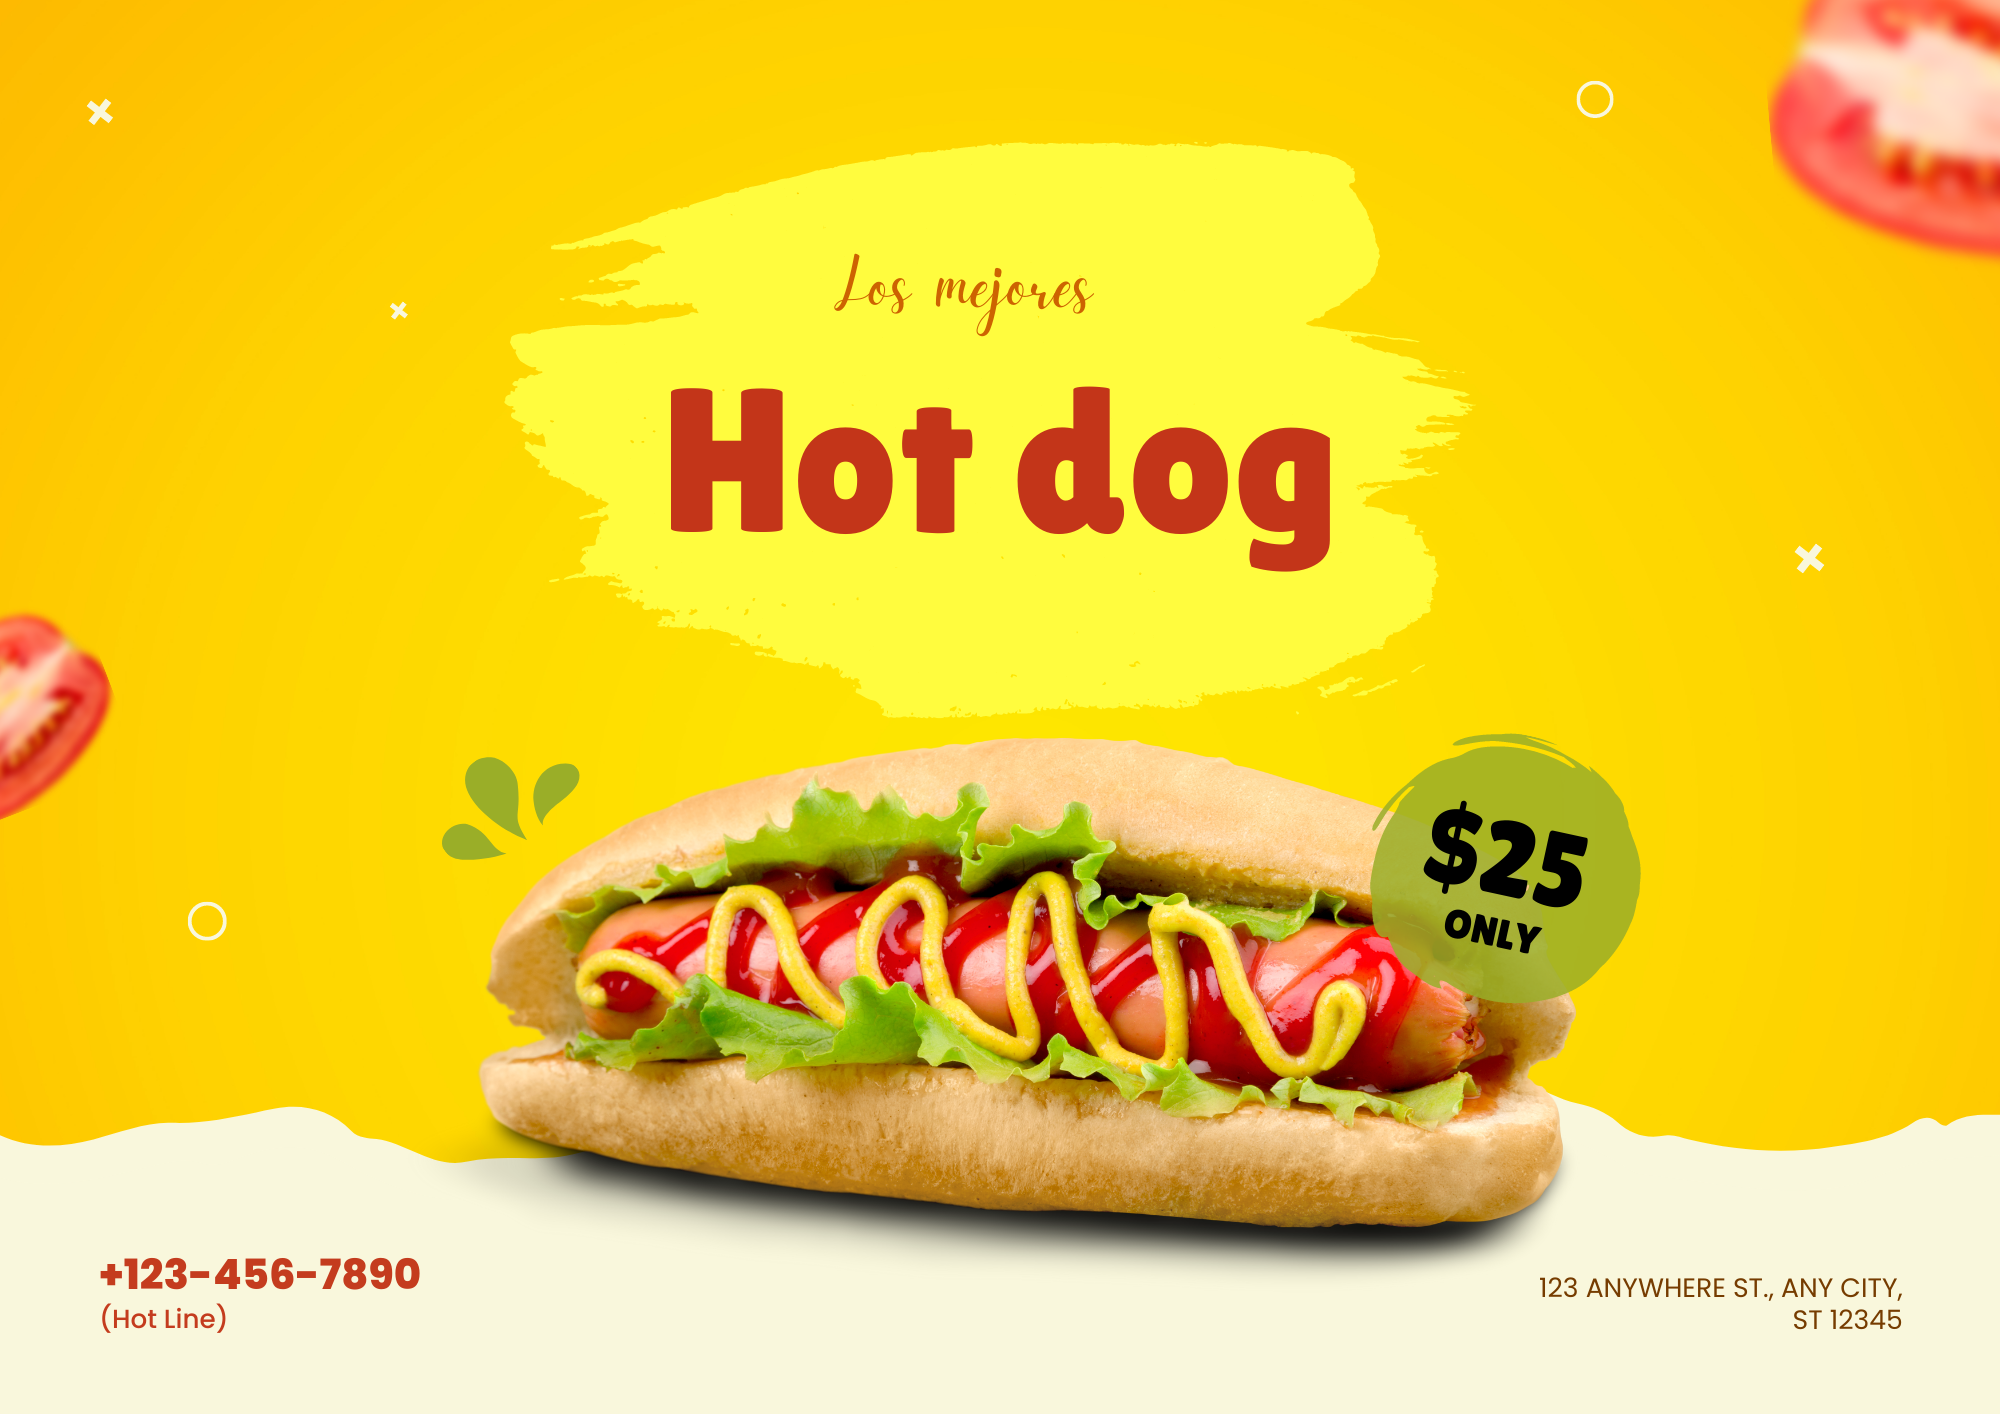 Los mejores
Hot dog
$25
ONLY
+123-456-7890
(Hot Line)
123 ANYWHERE ST., ANY CITY,
ST 12345